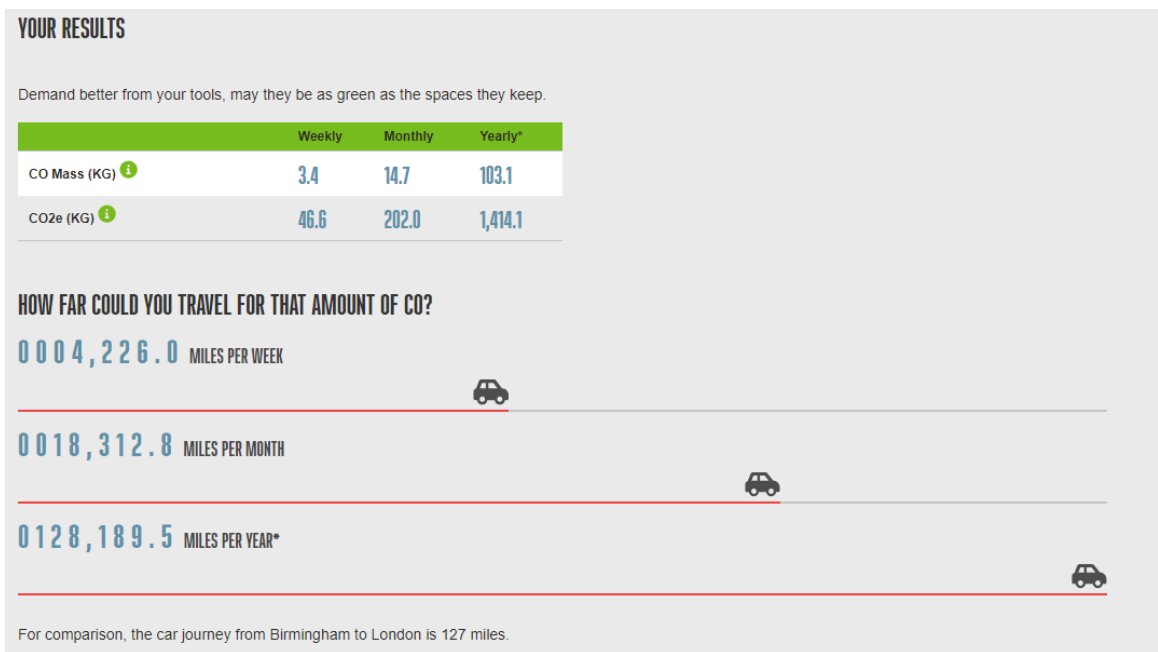 YOUR RESULTS
Demand better from your tools, may they be as green as the spaces they keep.
Weekly Monthly Yearly*
CO Mass (KG) i 3.4 14.7 103.1
CO2e (KG) i 46.6 202.0 1,414.1
HOW FAR COULD YOU TRAVEL FOR THAT AMOUNT OF CO?
0004,226.0 MILES PER WEEK
0018,312.8 MILES PER MONTH
0128,189.5 MILES PER YEAR*
For comparison, the car journey from Birmingham to London is 127 miles.